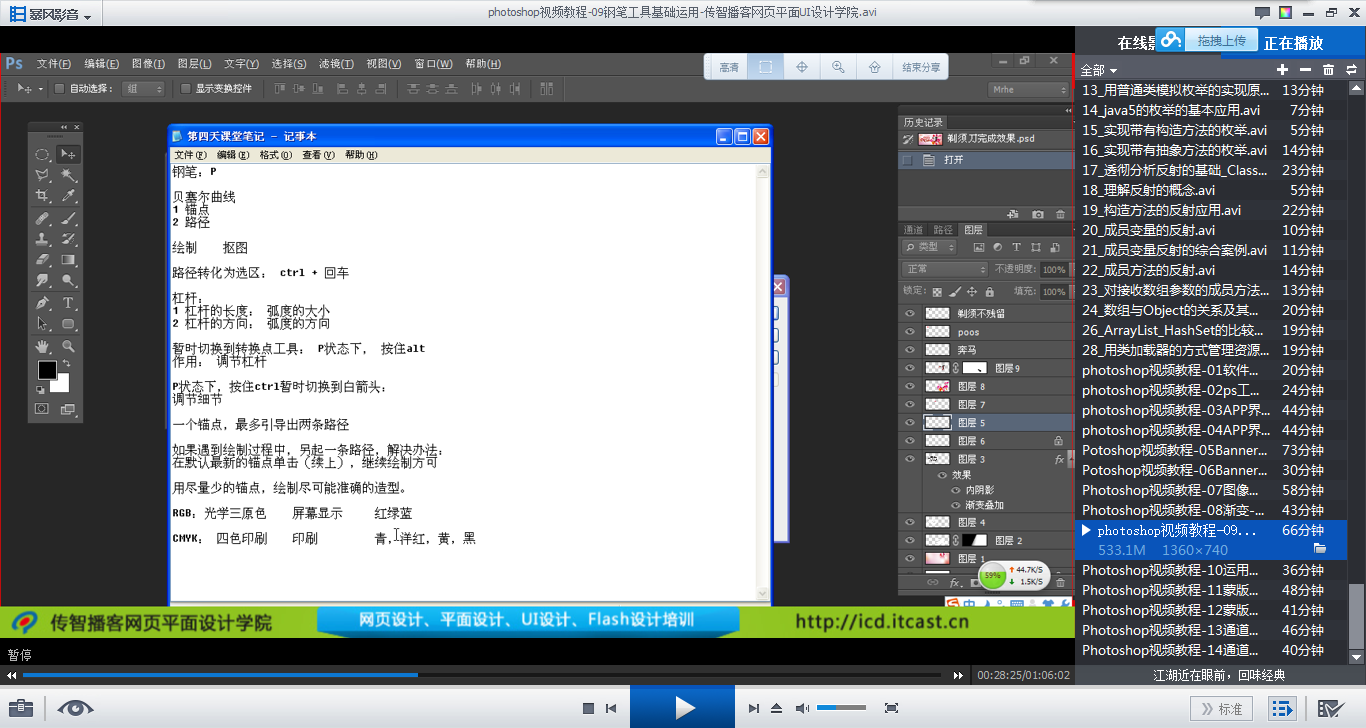 暴风影音
photoshop视频教程-09钢笔工具基础运用-传智播客网页平面UI设计学院.avi
拖拽上传
正在播放
Ps 文件(F) 编辑(E) 图像(I) 图层(L) 文字(Y) 选择(S) 滤镜(T) 视图(V) 窗口(W) 帮助(H)
高清 结束分享
自动选择： 组 显示变换控件 Mrhe
第四天课堂笔记 - 记事本
文件(F) 编辑(E) 格式(O) 查看(V) 帮助(H)
钢笔：P
贝塞尔曲线
1 锚点
2 路径
绘制 抠图
路径转化为选区： ctrl + 回车
杠杆：
1 杠杆的长度： 弧度的大小
2 杠杆的方向： 弧度的方向
暂时切换到转换点工具： P状态下， 按住alt
作用： 调节杠杆
P状态下，按住ctrl暂时切换到白箭头：
调节细节
一个锚点，最多引导出两条路径
如果遇到绘制过程中，另起一条路径，解决办法：
在默认最新的锚点单击（续上），继续绘制方可
用尽量少的锚点，绘制尽可能准确的造型。
RGB：光学三原色 屏幕显示 红绿蓝
CMYK： 四色印刷 印刷 青，洋红，黄，黑
历史记录
剃须刀完成效果.psd
打开
通道 路径 图层
类型
正常 不透明度： 100%
锁定： 填充： 100%
剃须不残留
poos
奔马
图层 9
图层 8
图层 7
图层 5
图层 6
图层 3 fx
效果
内阴影
渐变叠加
图层 4
图层 2
图层 1
59% 44.7K/S
1.5K/S
传智播客网页平面设计学院 网页设计、平面设计、UI设计、Flash设计培训 http://icd.itcast.cn
暂停
00:28:25/01:06:02
标准
全部
13_用普通类模拟枚举的实现原... 13分钟
14_java5的枚举的基本应用.avi 7分钟
15_实现带有构造方法的枚举.avi 5分钟
16_实现带有抽象方法的枚举.avi 14分钟
17_透彻分析反射的基础_Class... 23分钟
18_理解反射的概念.avi 5分钟
19_构造方法的反射应用.avi 22分钟
20_成员变量的反射.avi 10分钟
21_成员变量反射的综合案例.avi 11分钟
22_成员方法的反射.avi 14分钟
23_对接收数组参数的成员方法... 13分钟
24_数组与Object的关系及其... 20分钟
26_ArrayList_HashSet的比较... 19分钟
28_用类加载器的方式管理资源... 19分钟
photoshop视频教程-01软件... 20分钟
photoshop视频教程-02ps工... 24分钟
photoshop视频教程-03APP界... 44分钟
photoshop视频教程-04APP界... 44分钟
Potoshop视频教程-05Banner... 73分钟
Potoshop视频教程-06Banner... 30分钟
Photoshop视频教程-07图像... 58分钟
Photoshop视频教程-08渐变-... 43分钟
photoshop视频教程-09... 66分钟
533.1M 1360×740
Photoshop视频教程-10运用... 36分钟
Photoshop视频教程-11蒙版... 48分钟
Photoshop视频教程-12蒙版... 41分钟
Photoshop视频教程-13通道... 46分钟
Photoshop视频教程-14通道... 40分钟
江湖近在眼前，回味经典